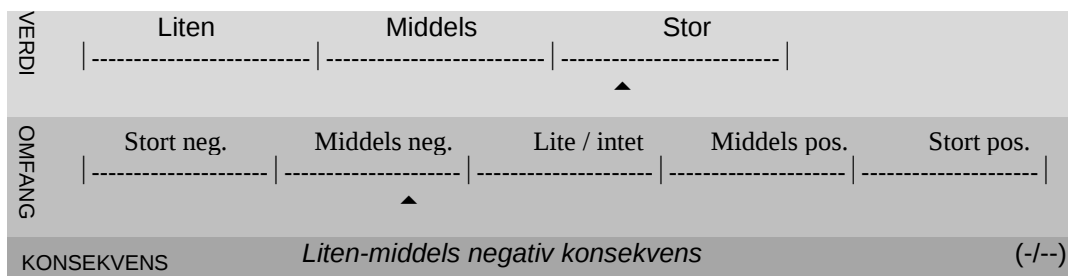 VERDI
Liten Middels Stor
|--------------------------|--------------------------|--------------------------|
OMFANG
Stort neg. Middels neg. Lite / intet Middels pos. Stort pos.
|---------------------|---------------------|---------------------|---------------------|---------------------|
KONSEKVENS Liten-middels negativ konsekvens (-/--)